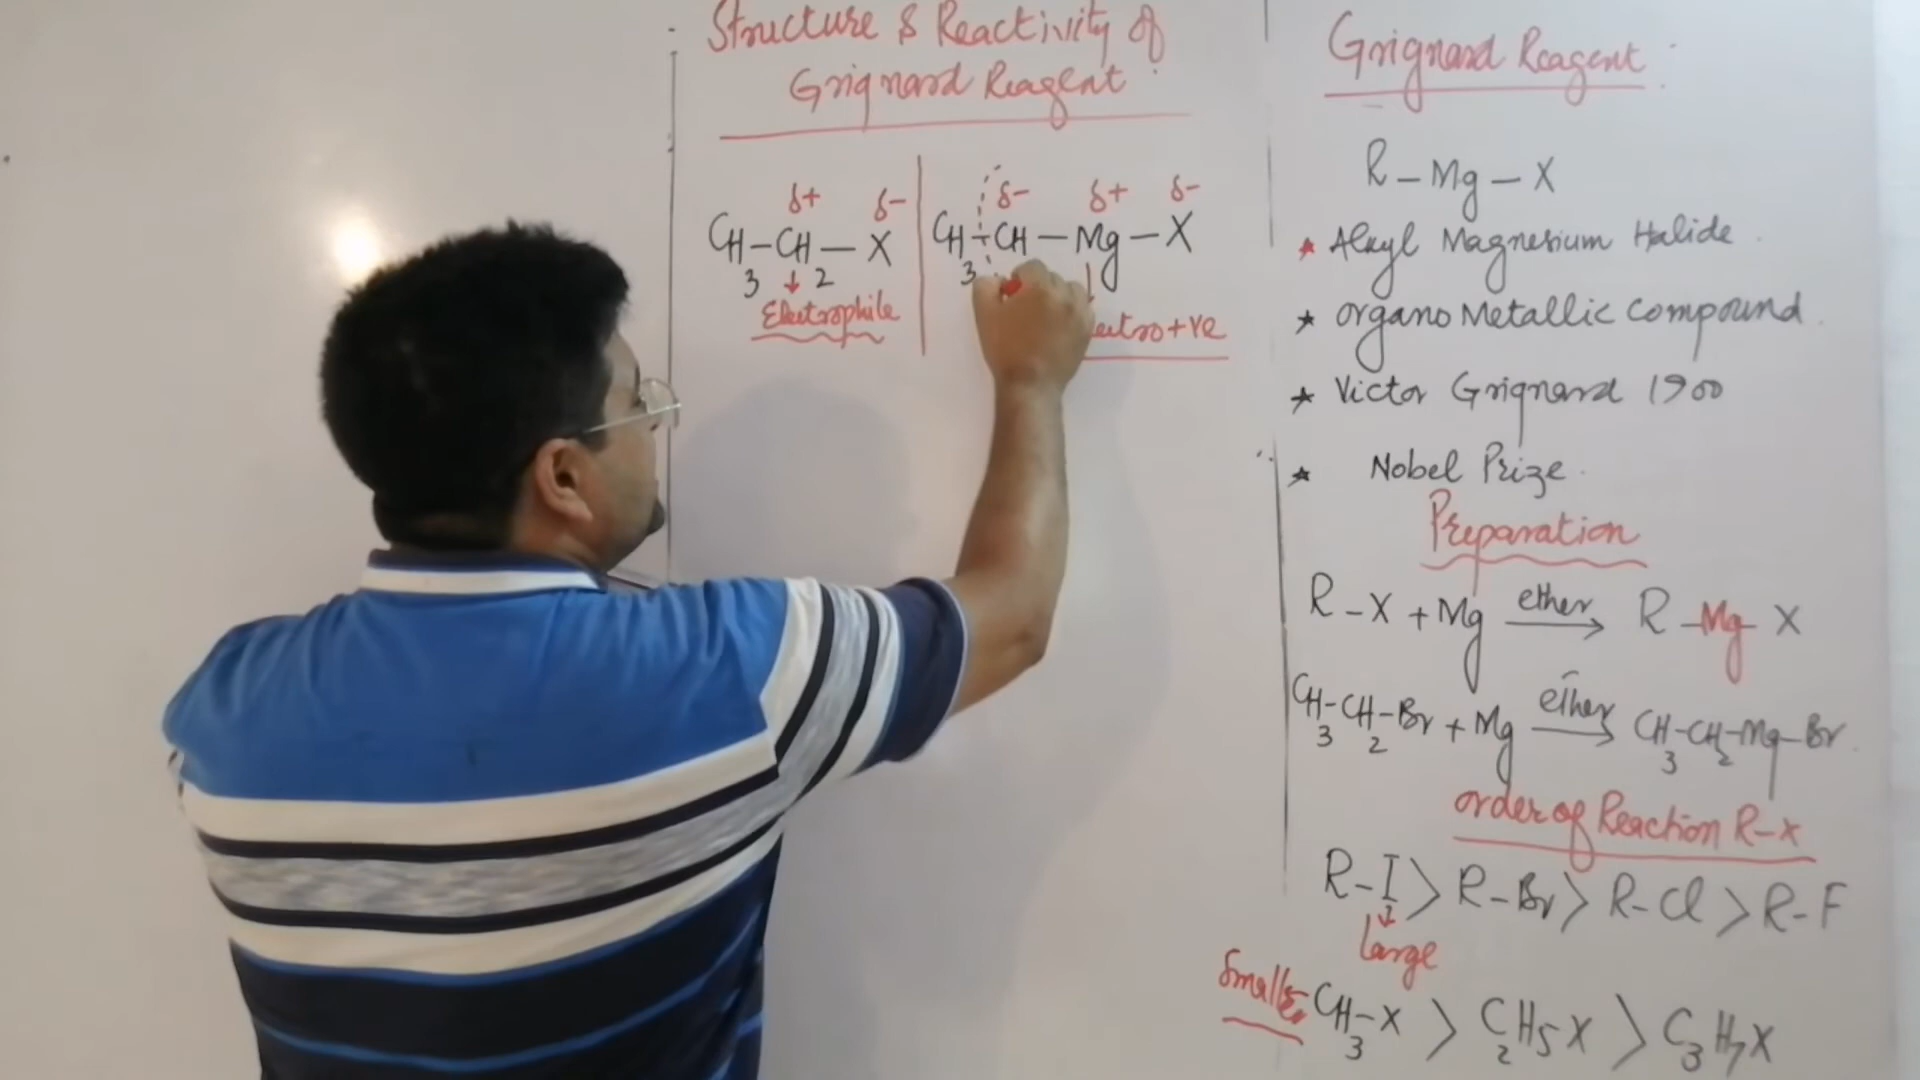 Structure & Reactivity of
Grignard Reagent:
δ+ δ-
CH3-CH2-X
Electrophile
δ- δ+ δ-
CH3-CH-Mg-X
+ve
Grignard Reagent:
R-Mg-X
* Alkyl Magnesium Halide.
* organo Metallic compound.
* Victor Grignard 1900
* Nobel Prize.
Preparation
R-X + Mg ether → R-Mg-X
CH3-CH2-Br + Mg ether → CH3-CH2-Mg-Br.
order of Reaction R-X
R-I > R-Br > R-Cl > R-F
Large
Smaller CH3-X > C2H5X > C3H7X